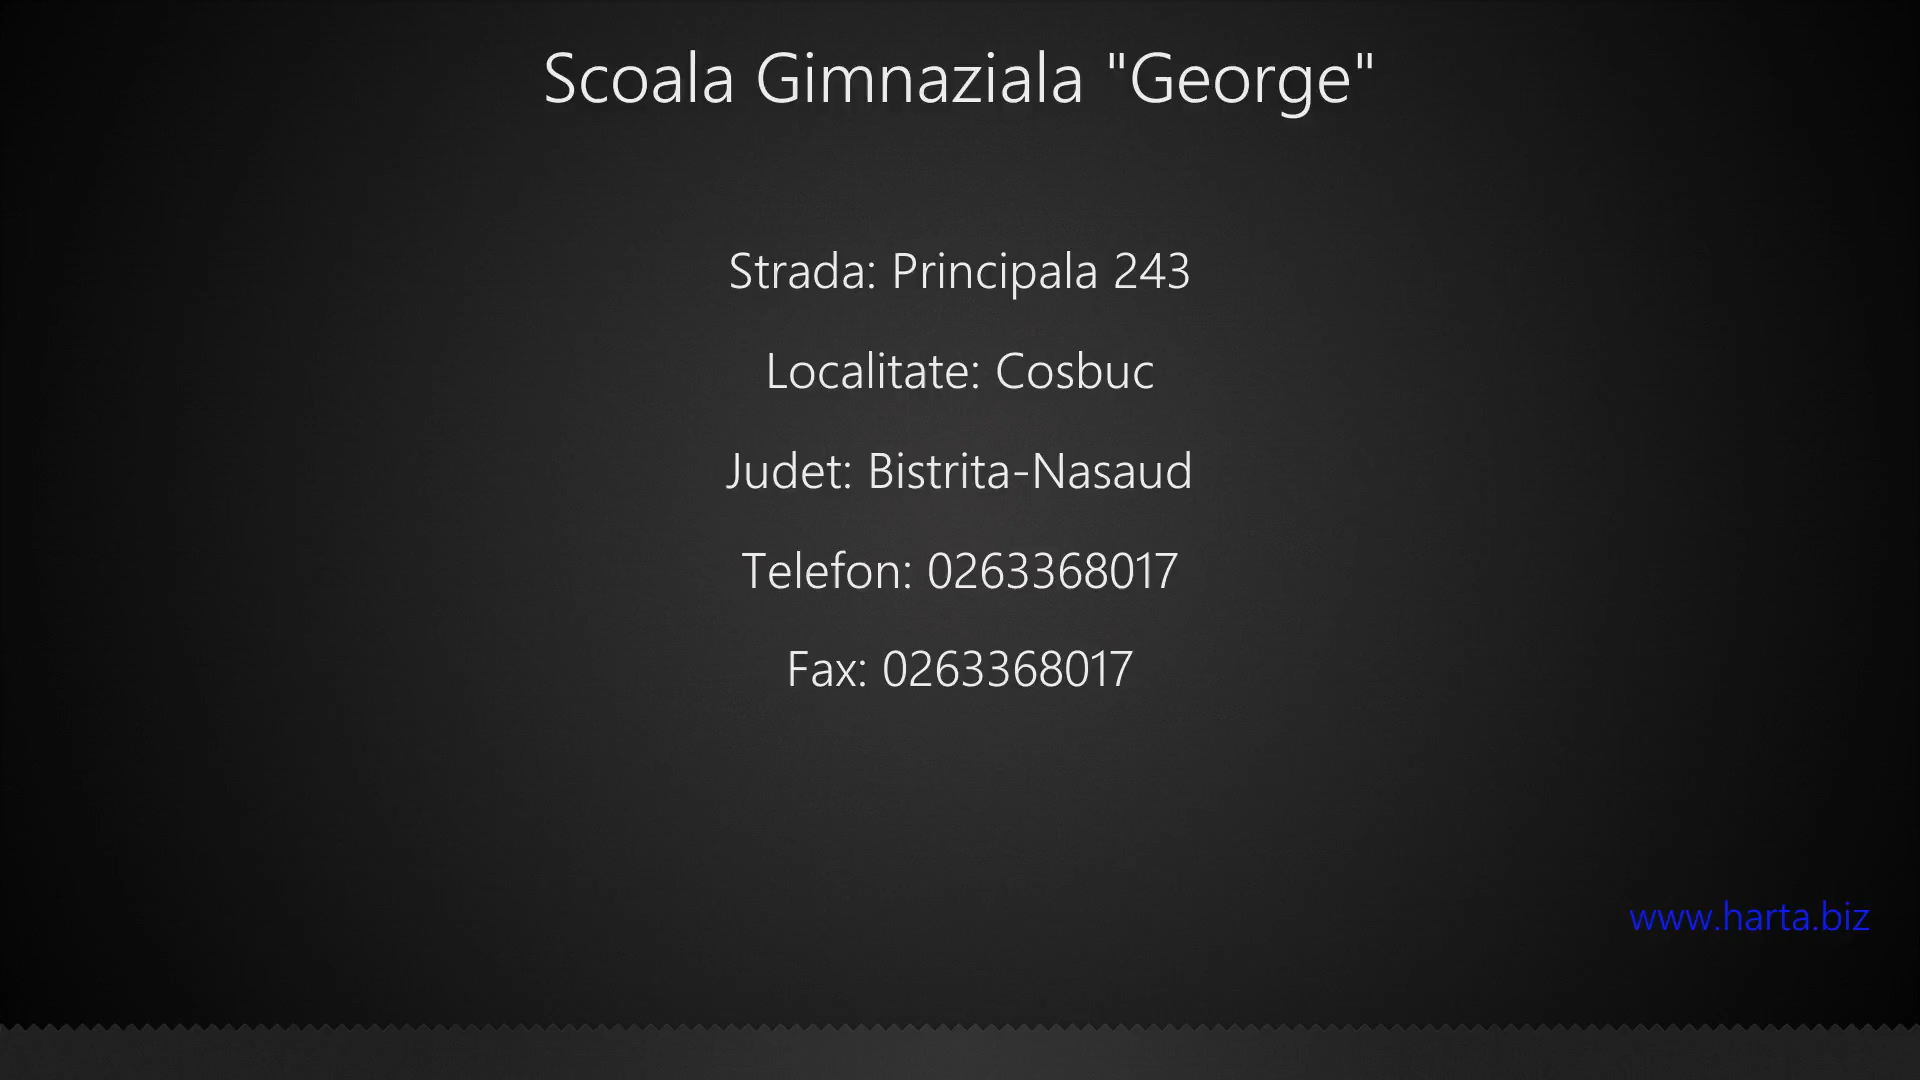 Scoala Gimnaziala "George"
Strada: Principala 243
Localitate: Cosbuc
Judet: Bistrita-Nasaud
Telefon: 0263368017
Fax: 0263368017
www.harta.biz